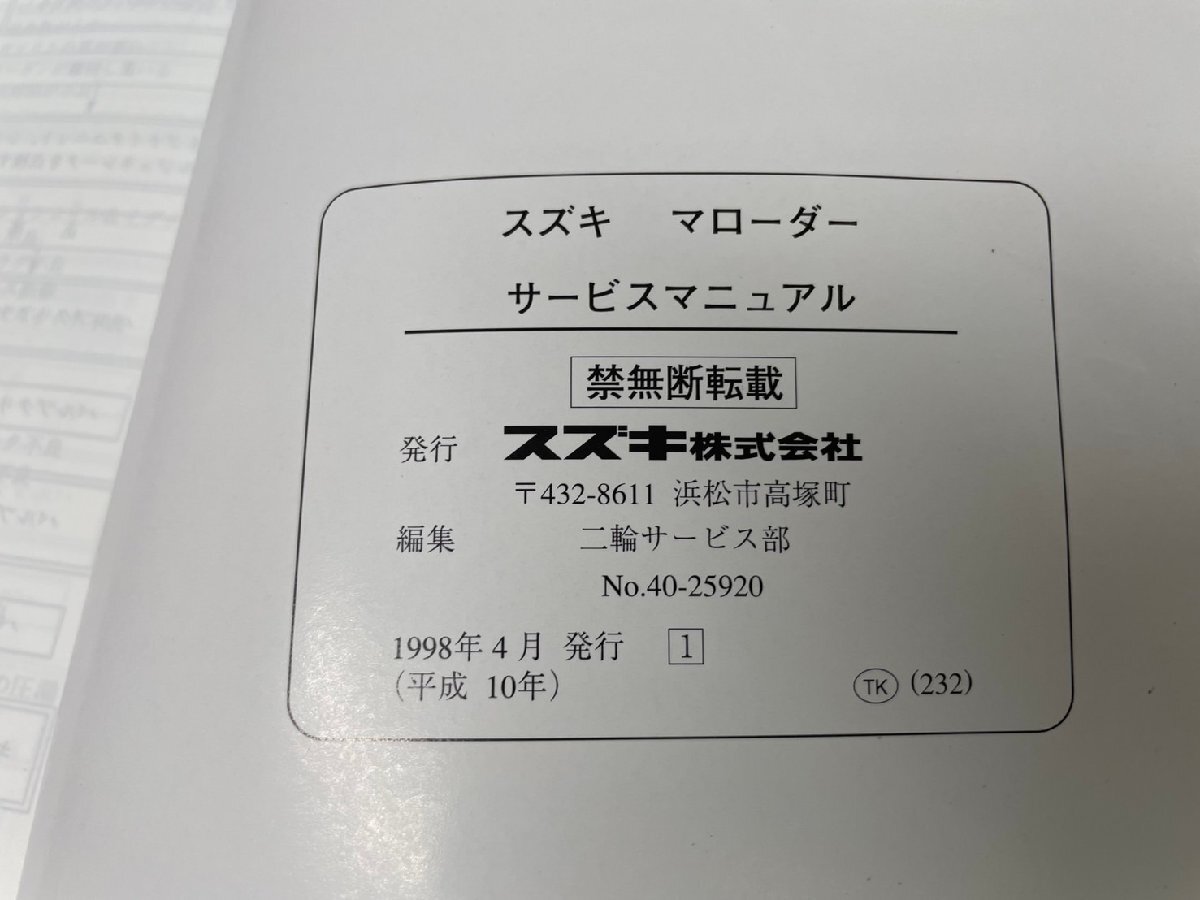 スズキ マローダー
サービスマニュアル
禁無断転載
発行 スズキ株式会社
〒432-8611 浜松市高塚町
編集 二輪サービス部
No.40-25920
1998年4月 発行 1
(平成 10年) TK (232)